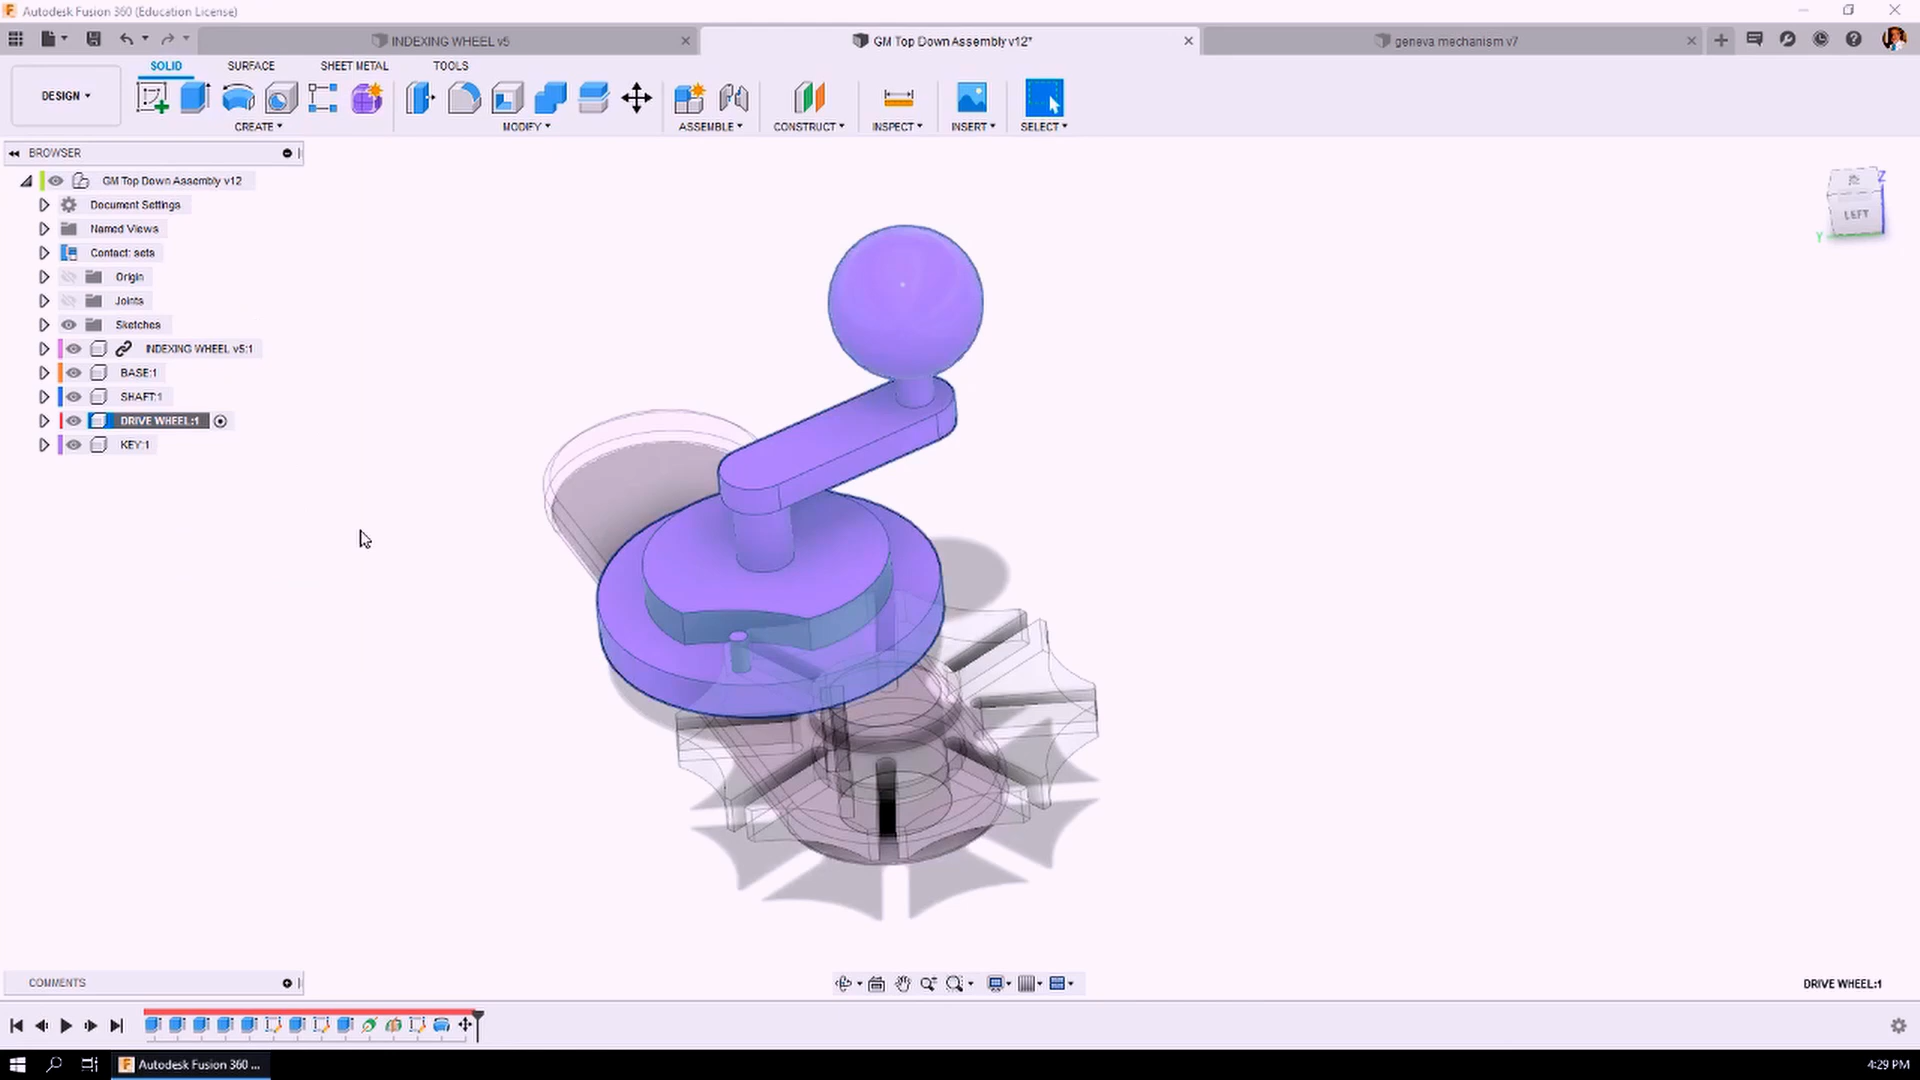 Autodesk Fusion 360 (Education License)
INDEXING WHEEL v5
GM Top Down Assembly v12*
geneva mechanism v7
SOLID
SURFACE
SHEET METAL
TOOLS
DESIGN
CREATE
MODIFY
ASSEMBLE
CONSTRUCT
INSPECT
INSERT
SELECT
BROWSER
GM Top Down Assembly v12
Document Settings
Named Views
Contact: sets
Origin
Joints
Sketches
INDEXING WHEEL v5:1
BASE:1
SHAFT:1
DRIVE WHEEL:1
KEY:1
Z
LEFT
Y
COMMENTS
DRIVE WHEEL:1
Autodesk Fusion 360 ...
4:29 PM